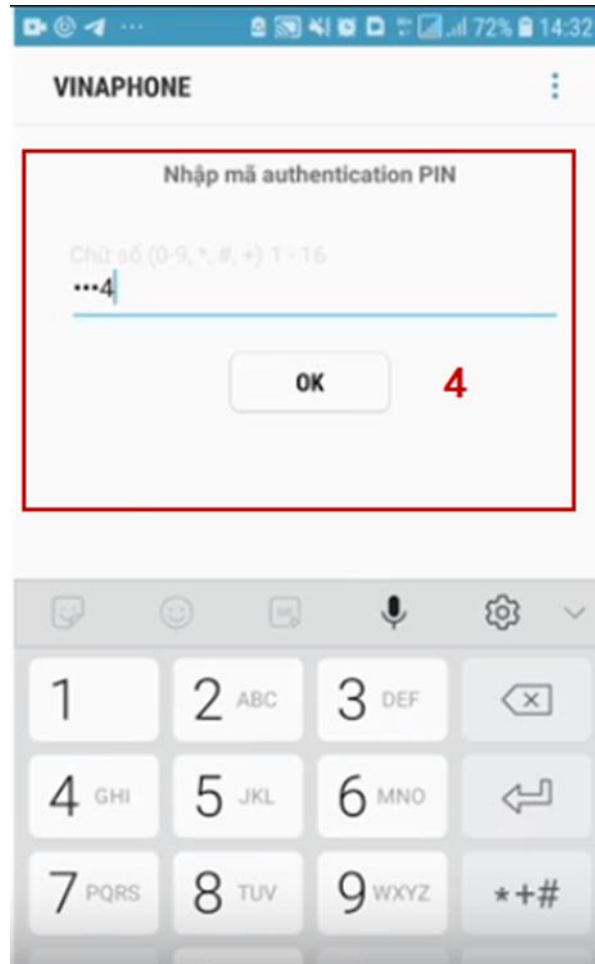 72% 14:32
VINAPHONE
Nhập mã authentication PIN
Chữ số (0-9, *, #, +) 1 - 16
•••4
OK
4
1
2 ABC
3 DEF
4 GHI
5 JKL
6 MNO
7 PQRS
8 TUV
9 WXYZ
*+#